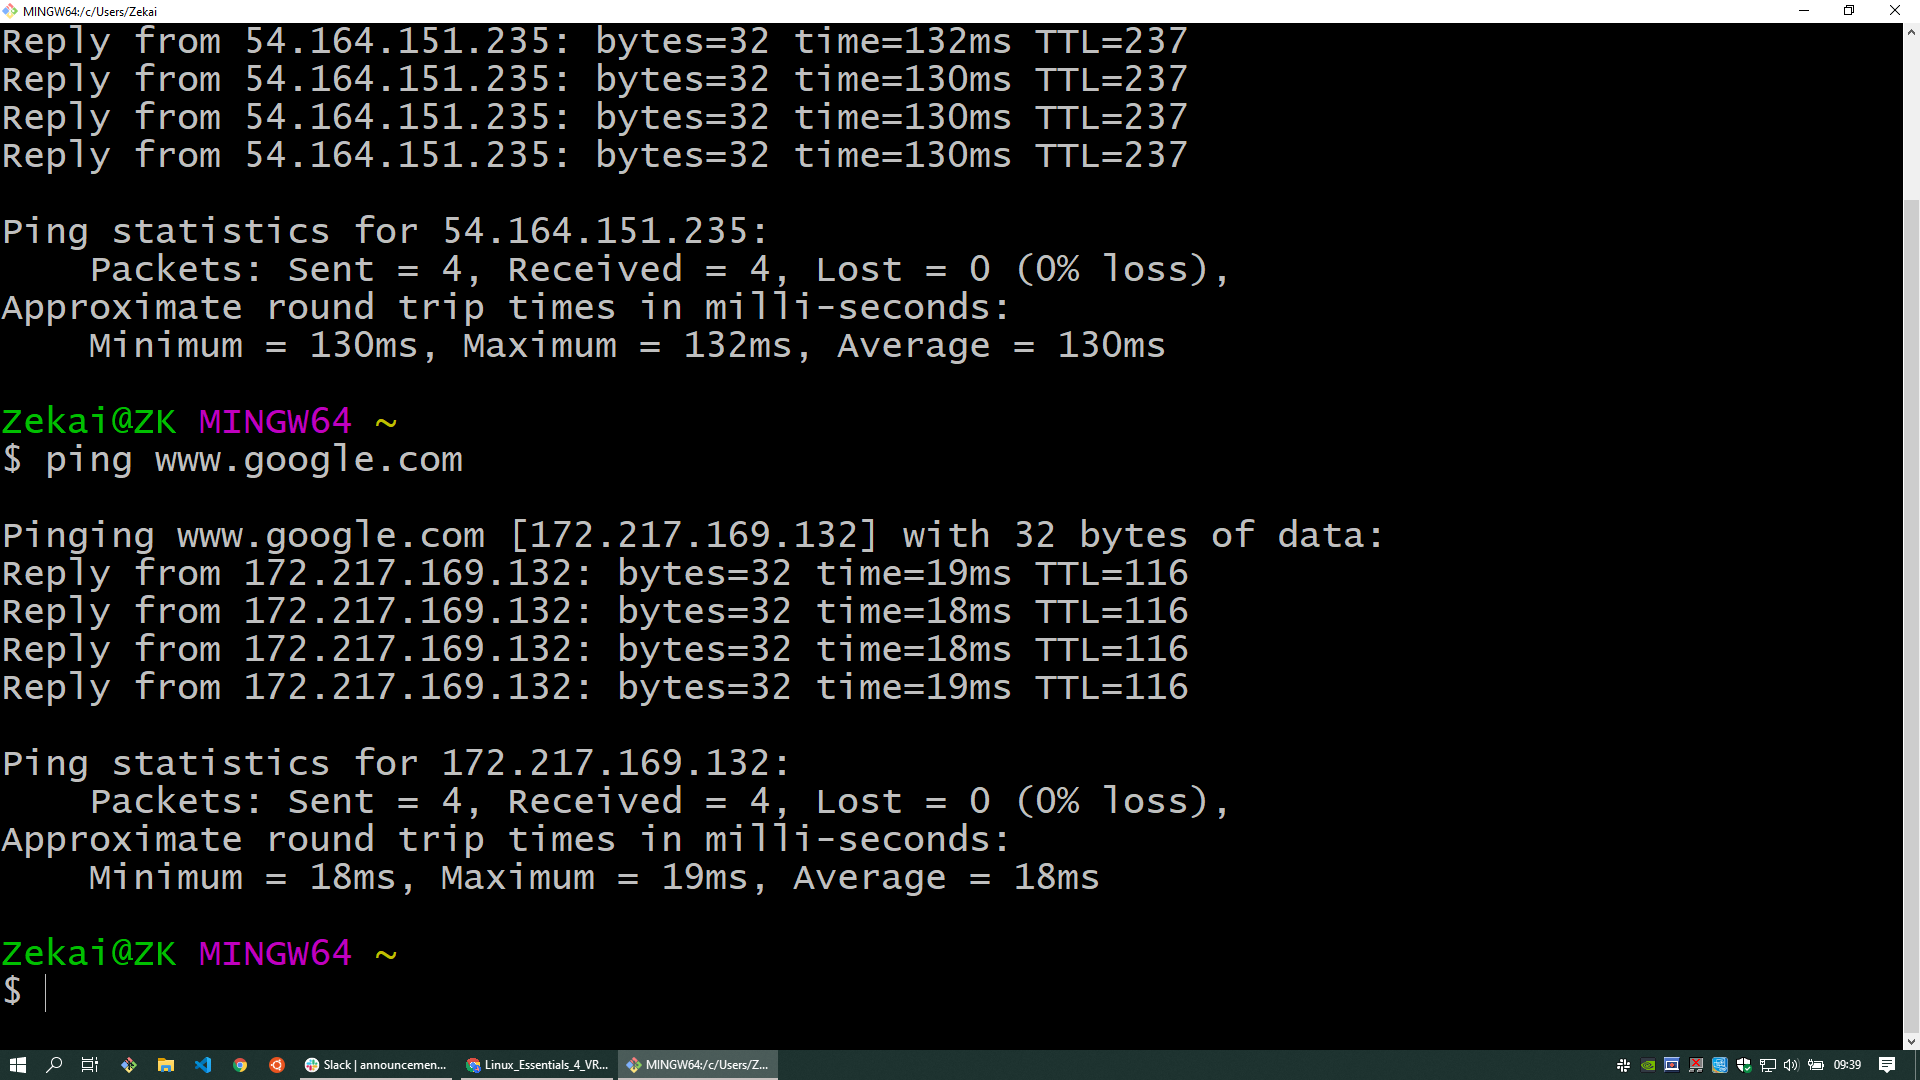 MINGW64:/c/Users/Zekai
Reply from 54.164.151.235: bytes=32 time=132ms TTL=237
Reply from 54.164.151.235: bytes=32 time=130ms TTL=237
Reply from 54.164.151.235: bytes=32 time=130ms TTL=237
Reply from 54.164.151.235: bytes=32 time=130ms TTL=237
Ping statistics for 54.164.151.235:
    Packets: Sent = 4, Received = 4, Lost = 0 (0% loss),
Approximate round trip times in milli-seconds:
    Minimum = 130ms, Maximum = 132ms, Average = 130ms
Zekai@ZK MINGW64 ~
$ ping www.google.com
Pinging www.google.com [172.217.169.132] with 32 bytes of data:
Reply from 172.217.169.132: bytes=32 time=19ms TTL=116
Reply from 172.217.169.132: bytes=32 time=18ms TTL=116
Reply from 172.217.169.132: bytes=32 time=18ms TTL=116
Reply from 172.217.169.132: bytes=32 time=19ms TTL=116
Ping statistics for 172.217.169.132:
    Packets: Sent = 4, Received = 4, Lost = 0 (0% loss),
Approximate round trip times in milli-seconds:
    Minimum = 18ms, Maximum = 19ms, Average = 18ms
Zekai@ZK MINGW64 ~
$
Slack | announcemen... Linux_Essentials_4_VR... MINGW64:/c/Users/Z... 09:39